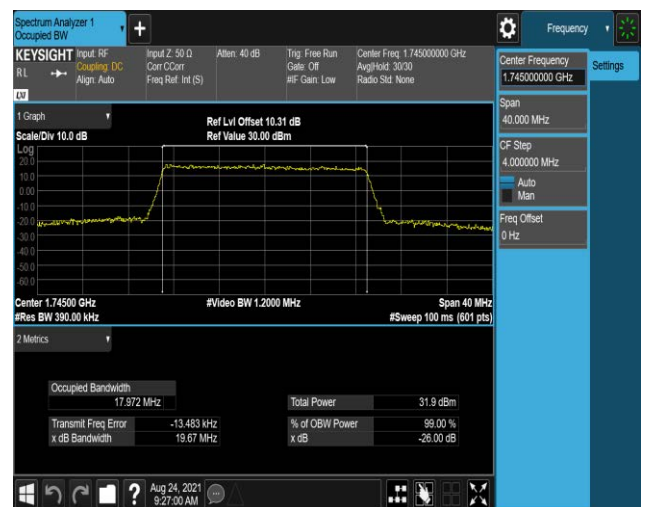 Spectrum Analyzer 1
Occupied BW
+
Frequency
KEYSIGHT
RL
LXI
Input: RF
Coupling: DC
Align: Auto
Input Z: 50 Ω
Corr CCorr
Freq Ref: Int (S)
Atten: 40 dB
Trig: Free Run
Gate: Off
#IF Gain: Low
Center Freq: 1.745000000 GHz
Avg|Hold: 30/30
Radio Std: None
Center Frequency
1.745000000 GHz
Settings
Span
40.000 MHz
CF Step
4.000000 MHz
Auto
Man
Freq Offset
0 Hz
1 Graph
Scale/Div 10.0 dB
Ref Lvl Offset 10.31 dB
Ref Value 30.00 dBm
Log
20.0
10.0
0.00
-10.0
-20.0
-30.0
-40.0
-50.0
-60.0
Center 1.74500 GHz
#Video BW 1.2000 MHz
Span 40 MHz
#Res BW 390.00 kHz
#Sweep 100 ms (601 pts)
2 Metrics
Occupied Bandwidth
17.972 MHz
Total Power 31.9 dBm
Transmit Freq Error -13.483 kHz
% of OBW Power 99.00 %
x dB Bandwidth 19.67 MHz
x dB -26.00 dB
?
Aug 24, 2021
9:27:00 AM